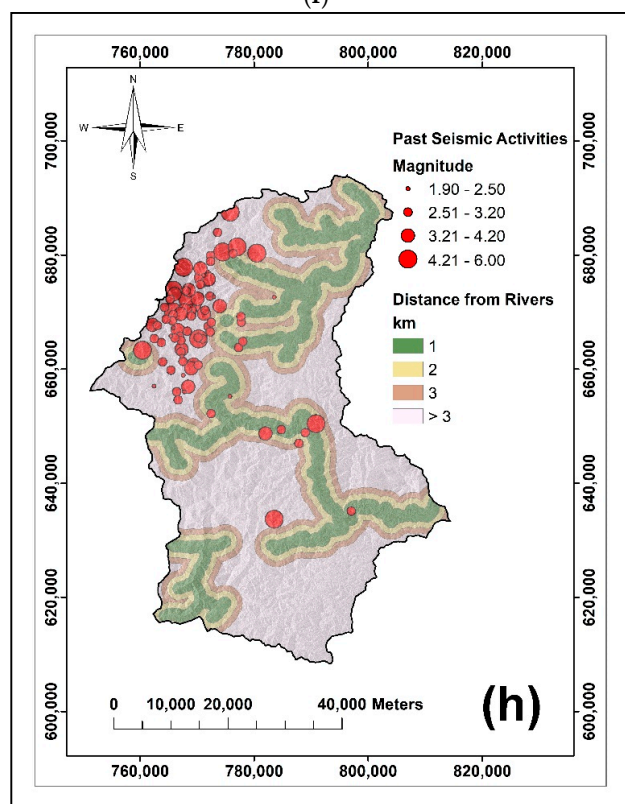 760,000 780,000 800,000 820,000
N
W E
S
Past Seismic Activities
Magnitude
1.90 - 2.50
2.51 - 3.20
3.21 - 4.20
4.21 - 6.00
Distance from Rivers
km
1
2
3
> 3
700,000
680,000
660,000
640,000
620,000
600,000
700,000
680,000
660,000
640,000
620,000
600,000
0 10,000 20,000 40,000 Meters
(h)
760,000 780,000 800,000 820,000